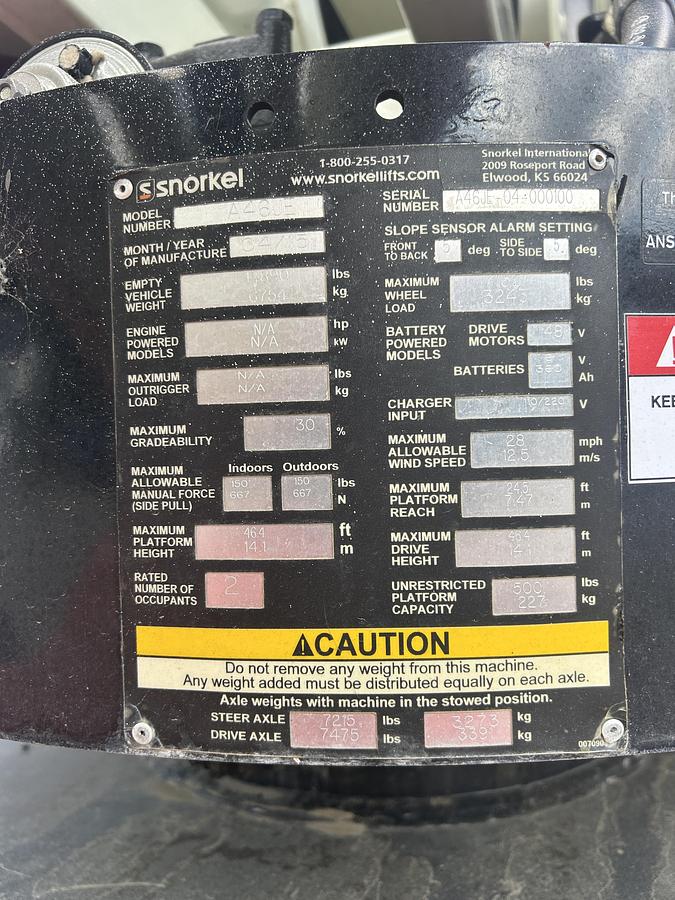 snorkel
1-800-255-0317
www.snorkellifts.com
Snorkel International
2009 Roseport Road
Elwood, KS 66024
MODEL NUMBER A46JE
SERIAL NUMBER A46JE-04-000100
MONTH / YEAR OF MANUFACTURE
SLOPE SENSOR ALARM SETTING
FRONT TO BACK 5 deg SIDE TO SIDE 5 deg
EMPTY VEHICLE WEIGHT lbs
kg
MAXIMUM WHEEL LOAD lbs
kg
ENGINE POWERED MODELS N/A hp
N/A kW
BATTERY POWERED MODELS
DRIVE MOTORS 48 V
BATTERIES V
Ah
MAXIMUM OUTRIGGER LOAD N/A lbs
N/A kg
CHARGER INPUT V
MAXIMUM GRADEABILITY 30 %
MAXIMUM ALLOWABLE WIND SPEED 28 mph
12.5 m/s
MAXIMUM ALLOWABLE MANUAL FORCE (SIDE PULL)
Indoors Outdoors
150 150 lbs
667 667 N
MAXIMUM PLATFORM REACH 24.5 ft
7.47 m
MAXIMUM PLATFORM HEIGHT 46.4 ft
14.1 m
MAXIMUM DRIVE HEIGHT 46.4 ft
14.1 m
RATED NUMBER OF OCCUPANTS 2
UNRESTRICTED PLATFORM CAPACITY 500 lbs
227 kg
CAUTION
Do not remove any weight from this machine.
Any weight added must be distributed equally on each axle.
Axle weights with machine in the stowed position.
STEER AXLE 7215 lbs 3273 kg
DRIVE AXLE 7475 lbs kg
007090
TH
ANS
KEE